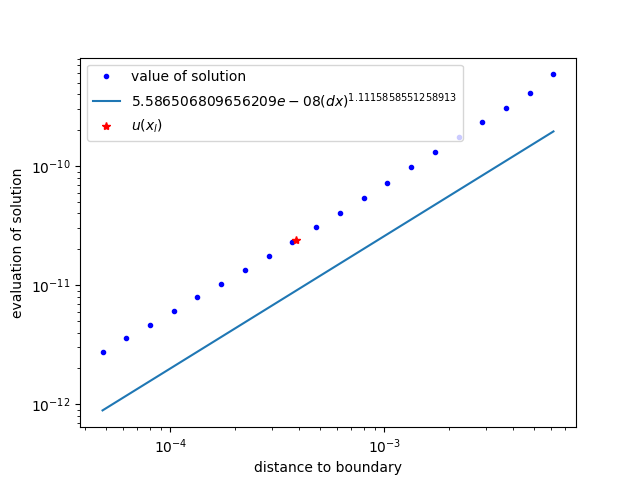 value of solution
5.586506809656209e − 08(dx)^1.1115858551258913
u(x_l)
10^−10
10^−11
10^−12
evaluation of solution
10^−4
10^−3
distance to boundary